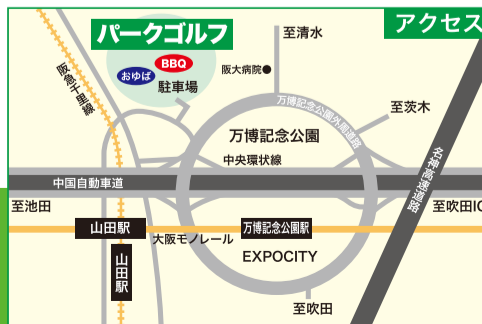 パークゴルフ
アクセス
至清水
BBQ
おゆば
阪大病院
駐車場
阪急千里線
万博記念公園外周道路
至茨木
万博記念公園
中央環状線
名神高速道路
中国自動車道
至池田
至吹田IC
山田駅
万博記念公園駅
大阪モノレール
山田駅
EXPOCITY
至吹田